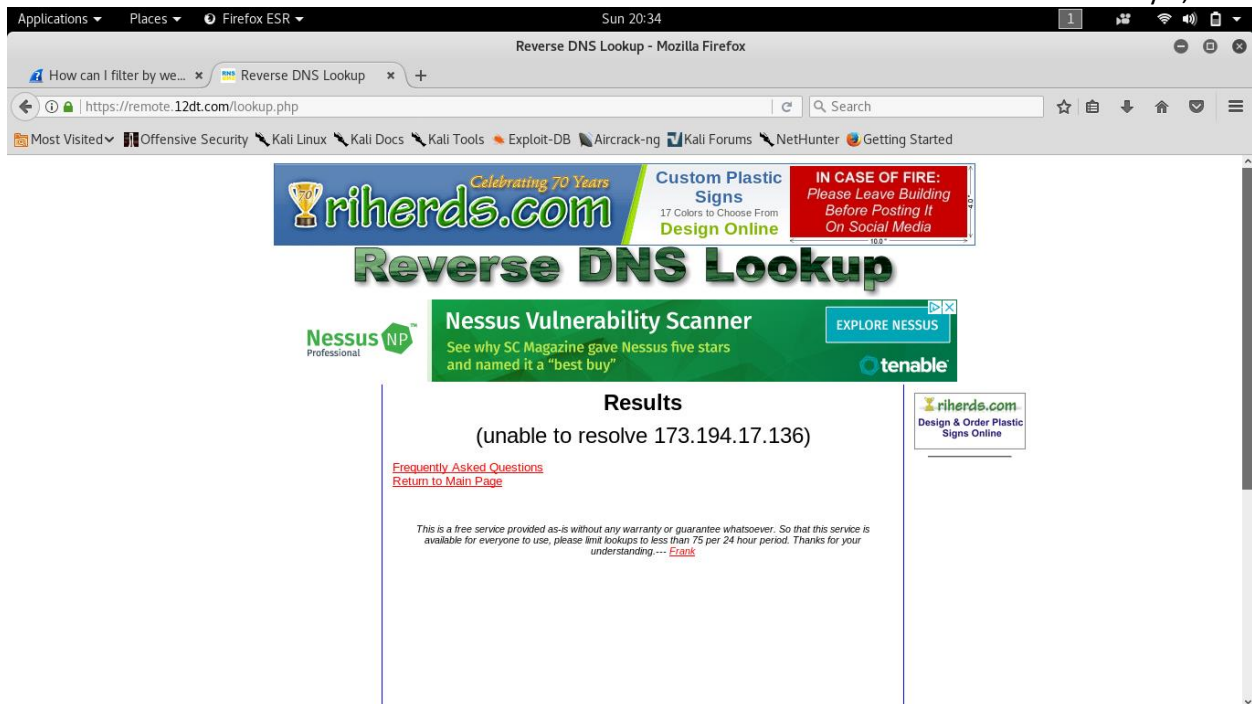 Applications Places Firefox ESR Sun 20:34 1
Reverse DNS Lookup - Mozilla Firefox
How can I filter by we... × Reverse DNS Lookup × +
https://remote.12dt.com/lookup.php Search
Most Visited Offensive Security Kali Linux Kali Docs Kali Tools Exploit-DB Aircrack-ng Kali Forums NetHunter Getting Started
70
riherds.com
Celebrating 70 Years
Custom Plastic
Signs
17 Colors to Choose From
Design Online
IN CASE OF FIRE:
Please Leave Building
Before Posting It
On Social Media
4.0"
10.0"
Reverse DNS Lookup
Nessus NP™
Professional
Nessus Vulnerability Scanner
See why SC Magazine gave Nessus five stars
and named it a "best buy"
EXPLORE NESSUS
tenable
Results
(unable to resolve 173.194.17.136)
Frequently Asked Questions
Return to Main Page
riherds.com
Design & Order Plastic
Signs Online
This is a free service provided as-is without any warranty or guarantee whatsoever. So that this service is
available for everyone to use, please limit lookups to less than 75 per 24 hour period. Thanks for your
understanding.--- Frank